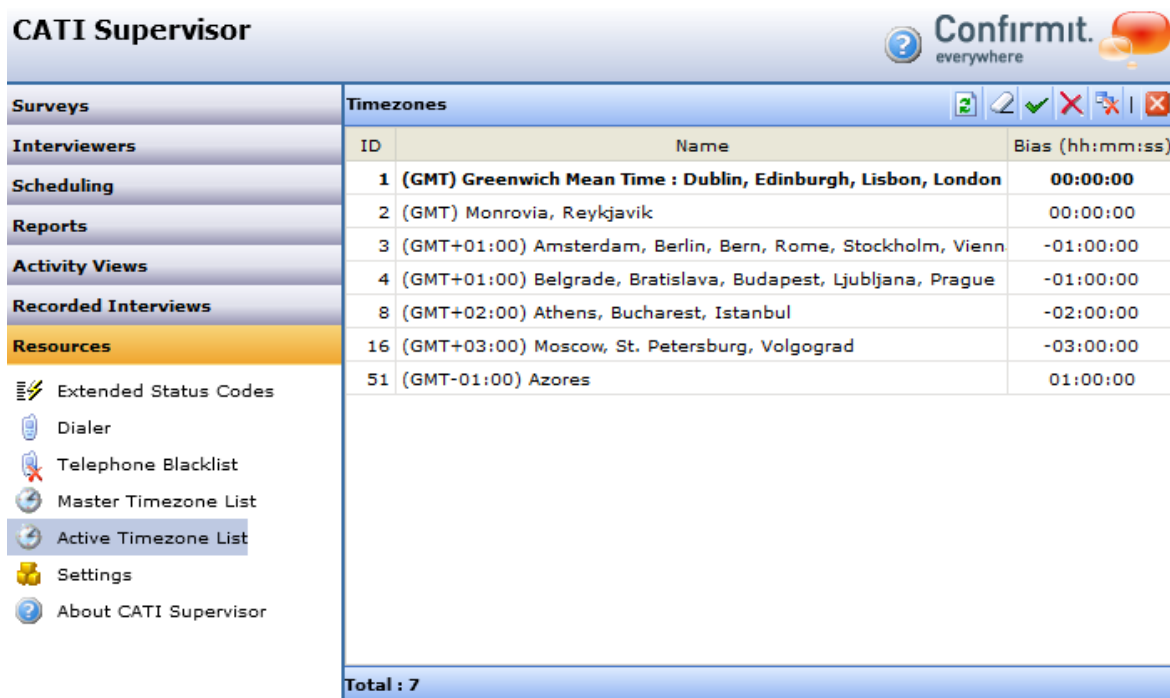 CATI Supervisor
Confirmit.
everywhere
Surveys
Interviewers
Scheduling
Reports
Activity Views
Recorded Interviews
Resources
Extended Status Codes
Dialer
Telephone Blacklist
Master Timezone List
Active Timezone List
Settings
About CATI Supervisor
Timezones
ID Name Bias (hh:mm:ss)
1 (GMT) Greenwich Mean Time : Dublin, Edinburgh, Lisbon, London 00:00:00
2 (GMT) Monrovia, Reykjavik 00:00:00
3 (GMT+01:00) Amsterdam, Berlin, Bern, Rome, Stockholm, Vienn -01:00:00
4 (GMT+01:00) Belgrade, Bratislava, Budapest, Ljubljana, Prague -01:00:00
8 (GMT+02:00) Athens, Bucharest, Istanbul -02:00:00
16 (GMT+03:00) Moscow, St. Petersburg, Volgograd -03:00:00
51 (GMT-01:00) Azores 01:00:00
Total : 7